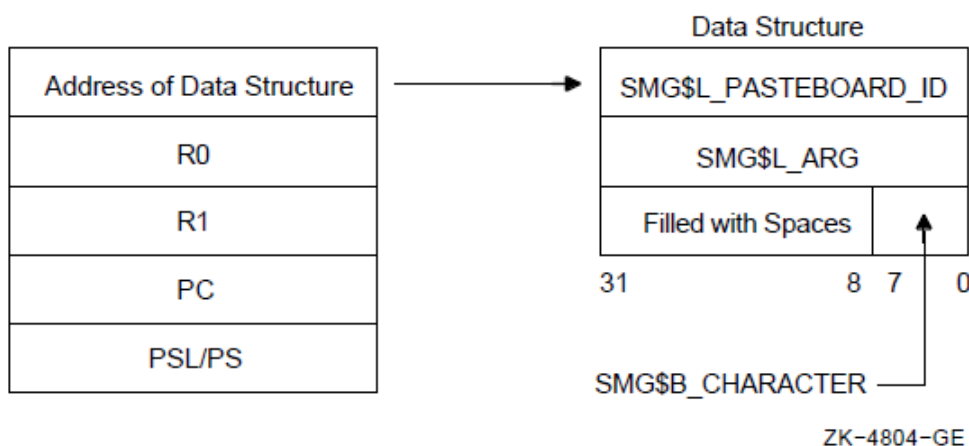 Data Structure
Address of Data Structure
SMG$L_PASTEBOARD_ID
R0
SMG$L_ARG
R1
Filled with Spaces
31
8
7
0
PC
PSL/PS
SMG$B_CHARACTER
ZK-4804-GE